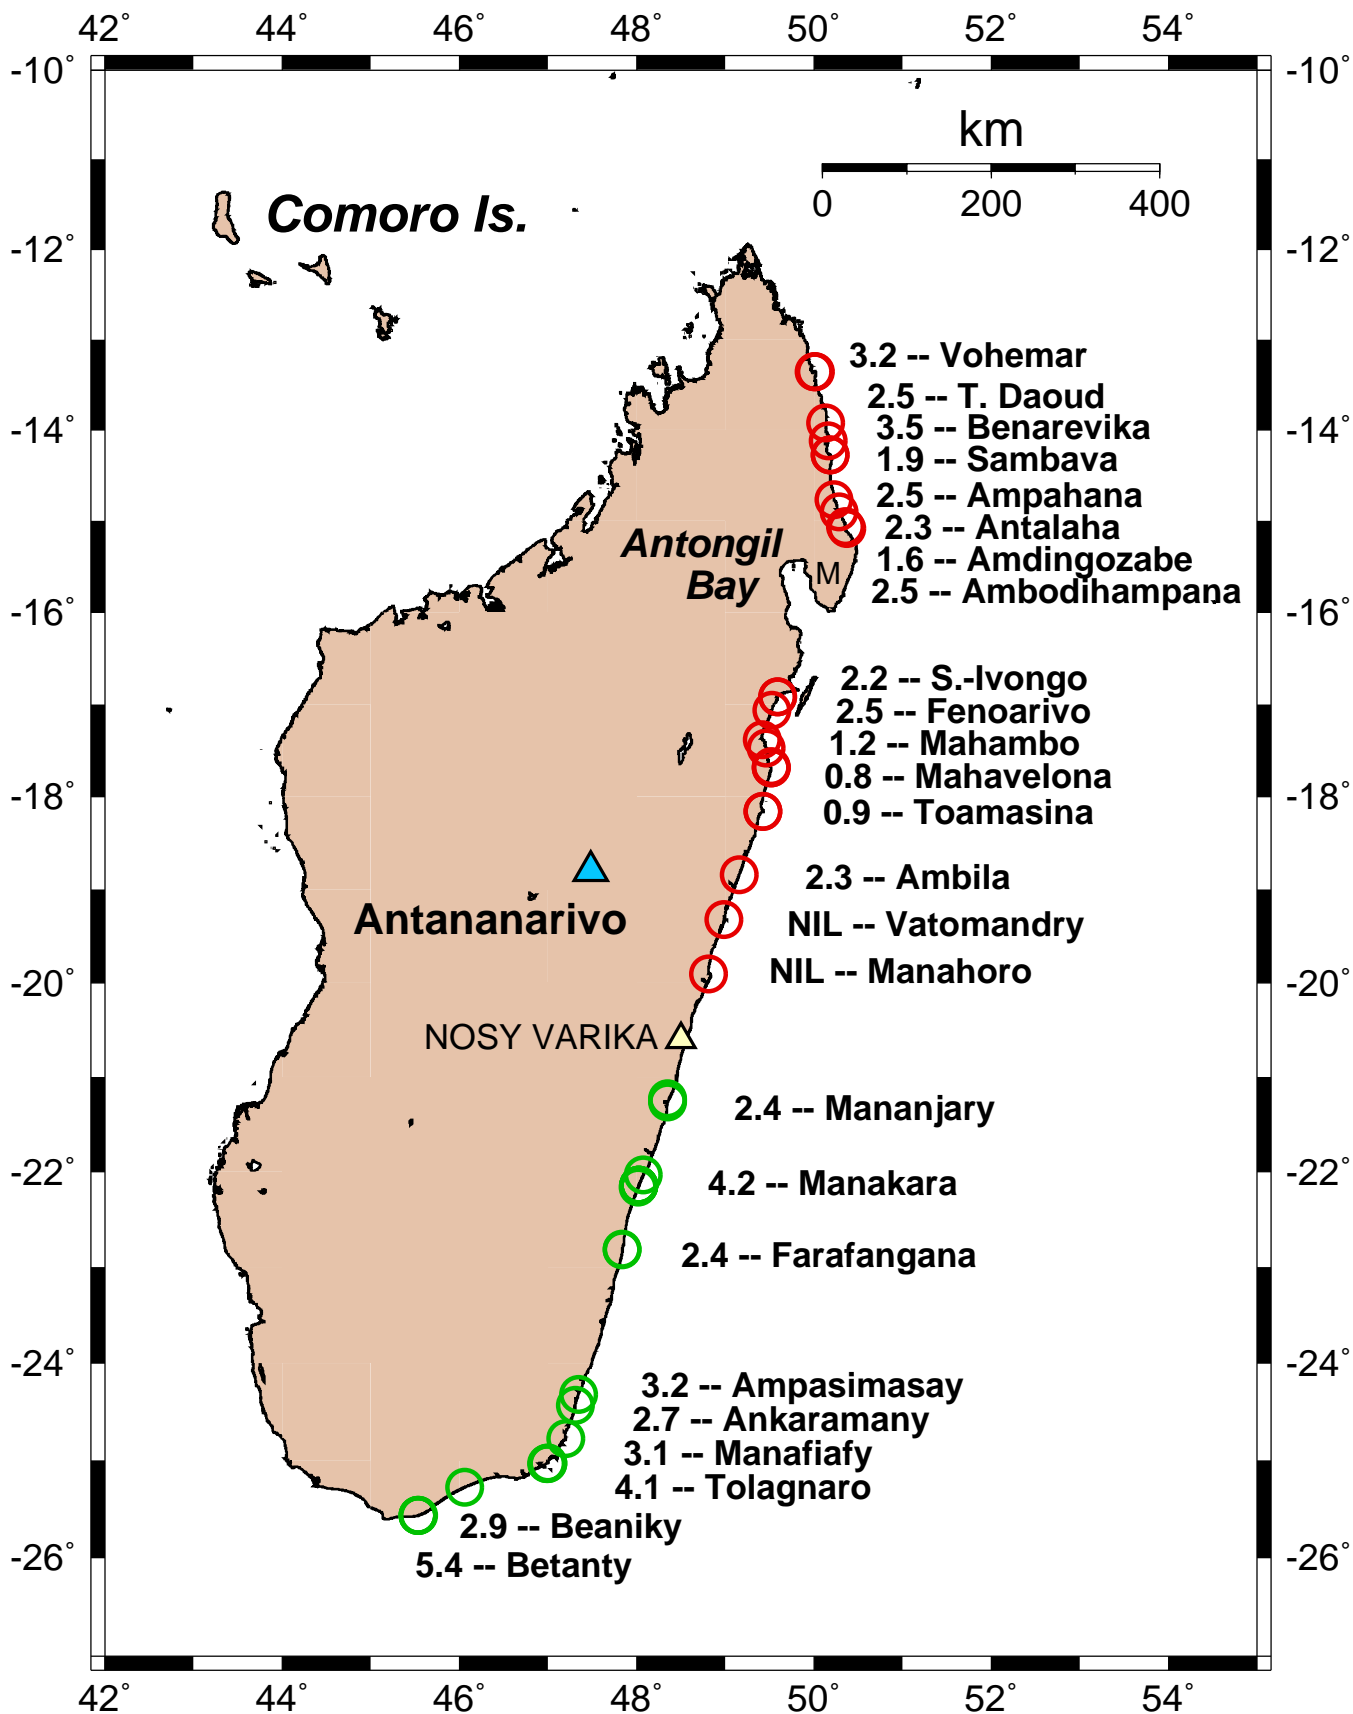 42° 44° 46° 48° 50° 52° 54°
-10° -10°
km
0 200 400
Comoro Is.
-12° -12°
3.2 -- Vohemar
2.5 -- T. Daoud
-14° 3.5 -- Benarevika -14°
1.9 -- Sambava
2.5 -- Ampahana
2.3 -- Antalaha
Antongil
1.6 -- Amdingozabe
M
Bay
2.5 -- Ambodihampana
-16° -16°
2.2 -- S.-Ivongo
2.5 -- Fenoarivo
1.2 -- Mahambo
0.8 -- Mahavelona
-18° -18°
0.9 -- Toamasina
2.3 -- Ambila
Antananarivo
NIL -- Vatomandry
NIL -- Manahoro
-20° -20°
NOSY VARIKA
2.4 -- Mananjary
-22° -22°
4.2 -- Manakara
2.4 -- Farafangana
-24° -24°
3.2 -- Ampasimasay
2.7 -- Ankaramany
3.1 -- Manafiafy
4.1 -- Tolagnaro
2.9 -- Beaniky
-26° -26°
5.4 -- Betanty
42° 44° 46° 48° 50° 52° 54°